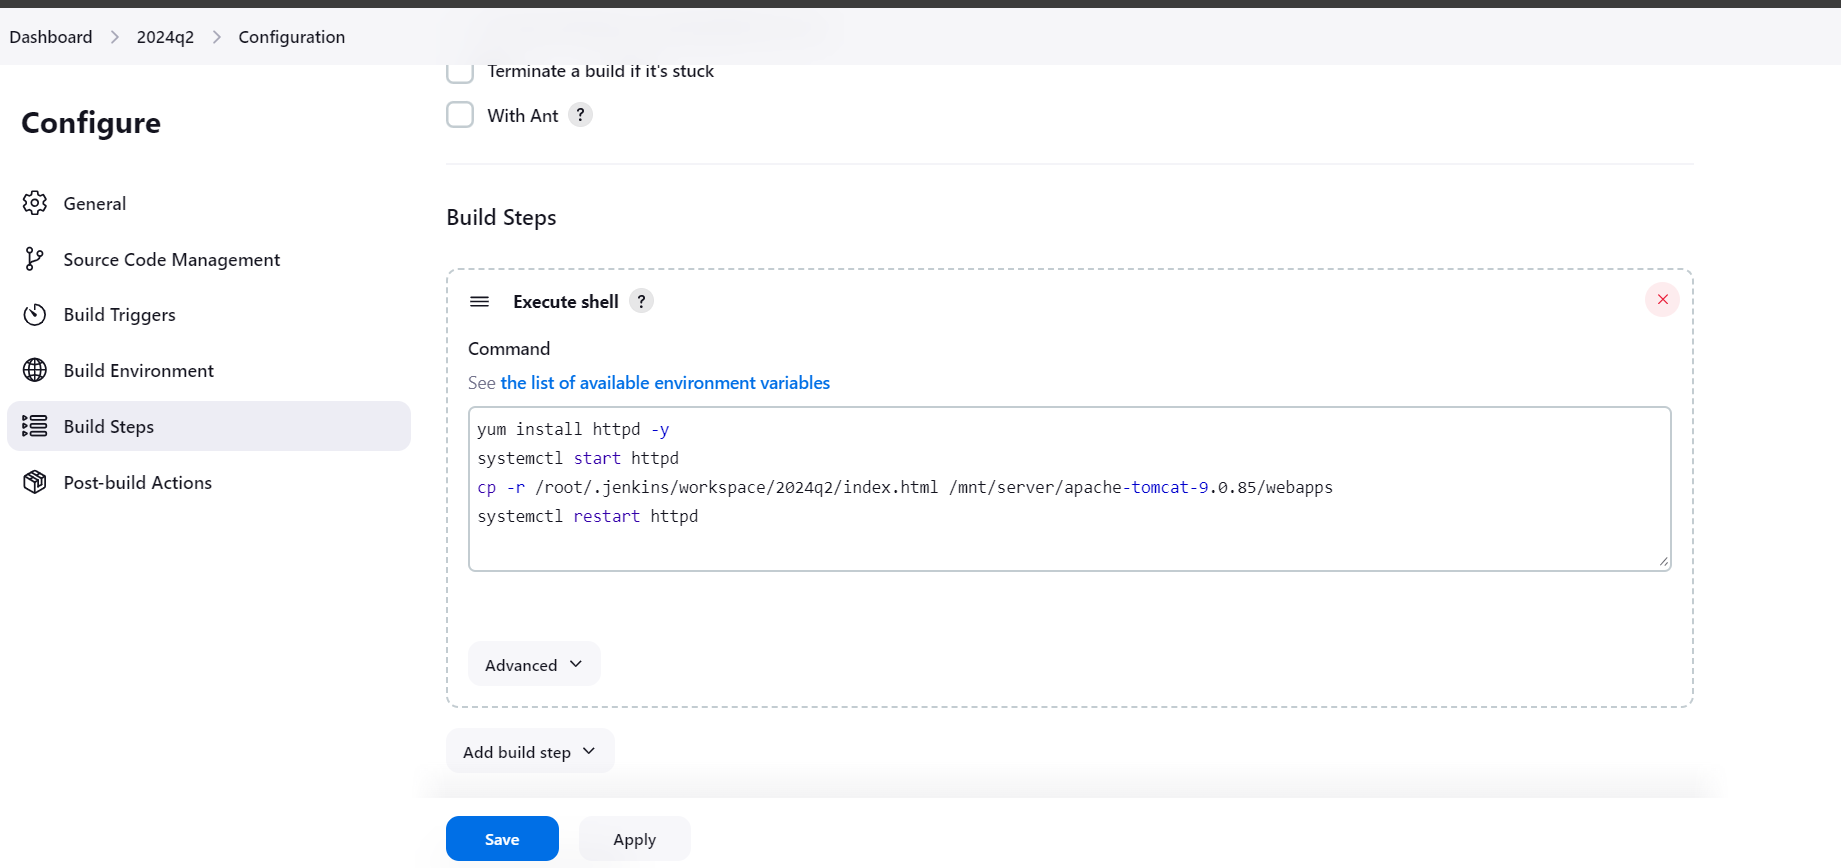 Dashboard > 2024q2 > Configuration
Terminate a build if it's stuck
With Ant ?
Configure
General
Source Code Management
Build Triggers
Build Environment
Build Steps
Post-build Actions
Build Steps
Execute shell ?
Command
See the list of available environment variables
yum install httpd -y
systemctl start httpd
cp -r /root/.jenkins/workspace/2024q2/index.html /mnt/server/apache-tomcat-9.0.85/webapps
systemctl restart httpd
Advanced
Add build step
Save Apply